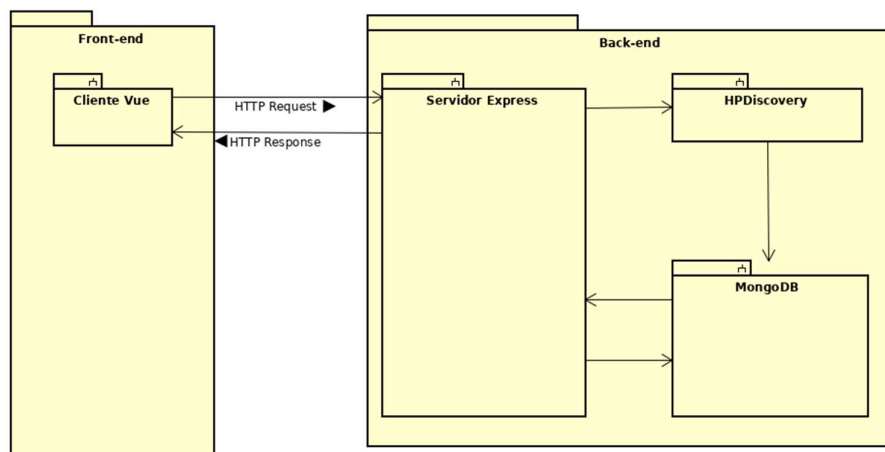 Front-end
Back-end
Cliente Vue
HTTP Request ▶
◀ HTTP Response
Servidor Express
HPDiscovery
MongoDB